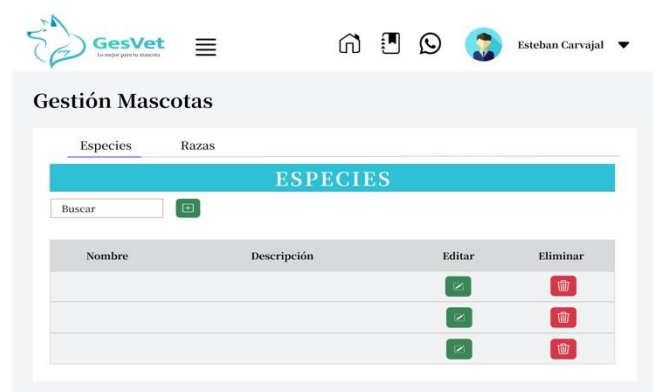 GesVet
Lo mejor para tu mascota
Esteban Carvajal
Gestión Mascotas
Especies Razas
ESPECIES
Buscar
Nombre Descripción Editar Eliminar